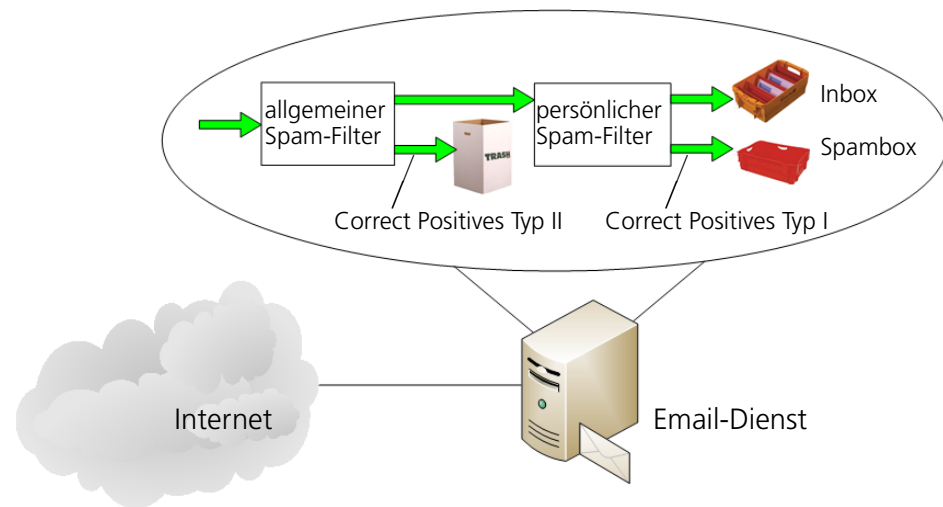 allgemeiner
Spam-Filter
persönlicher
Spam-Filter
Inbox
TRASH
Spambox
Correct Positives Typ II
Correct Positives Typ I
Internet
Email-Dienst